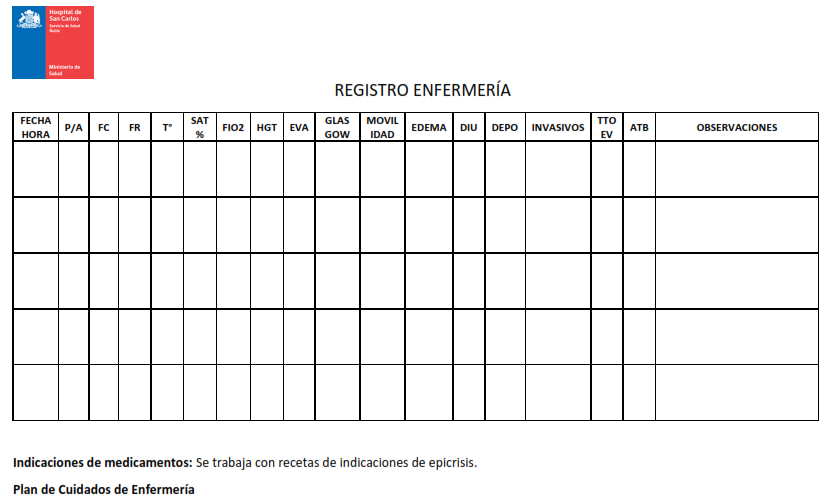 Hospital de
San Carlos
Servicio de Salud
Ñuble
Ministerio de
Salud
REGISTRO ENFERMERÍA
FECHA HORA P/A FC FR T° SAT % FIO2 HGT EVA GLAS GOW MOVIL IDAD EDEMA DIU DEPO INVASIVOS TTO EV ATB OBSERVACIONES
Indicaciones de medicamentos: Se trabaja con recetas de indicaciones de epicrisis.
Plan de Cuidados de Enfermería